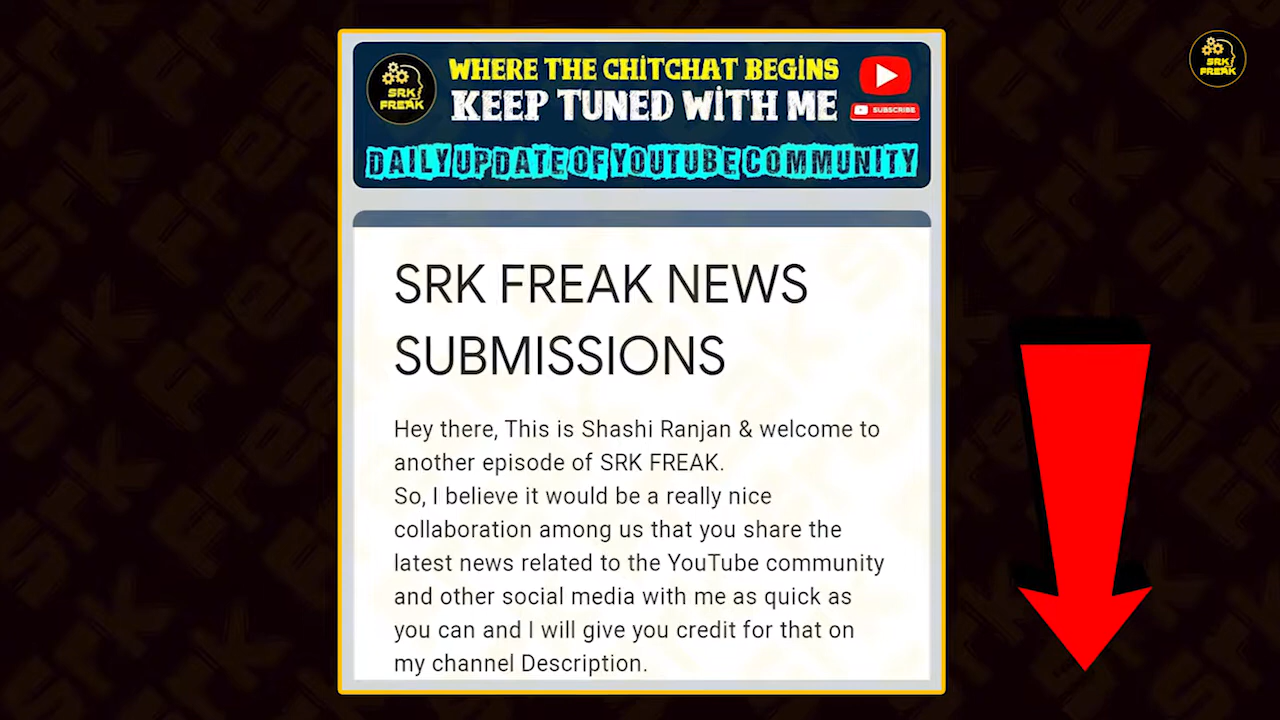 WHERE THE CHITCHAT BEGINS
KEEP TUNED WITH ME
SUBSCRIBE
SRK
FREAK
DAILY UPDATE OF YOUTUBE COMMUNITY
SRK
FREAK
SRK FREAK NEWS
SUBMISSIONS
Hey there, This is Shashi Ranjan & welcome to
another episode of SRK FREAK.
So, I believe it would be a really nice
collaboration among us that you share the
latest news related to the YouTube community
and other social media with me as quick as
you can and I will give you credit for that on
my channel Description.